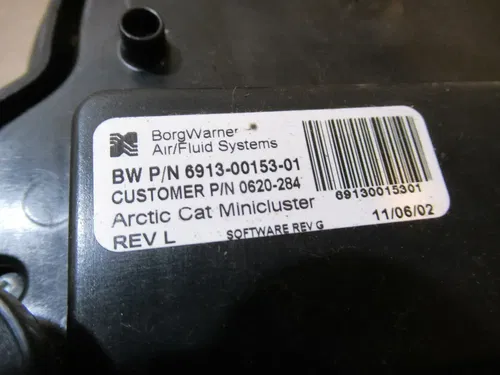 BorgWarner
Air/Fluid Systems
BW P/N 6913-00153-01
CUSTOMER P/N 0620-284
Arctic Cat Minicluster
REV L SOFTWARE REV G
69130015301
11/06/02